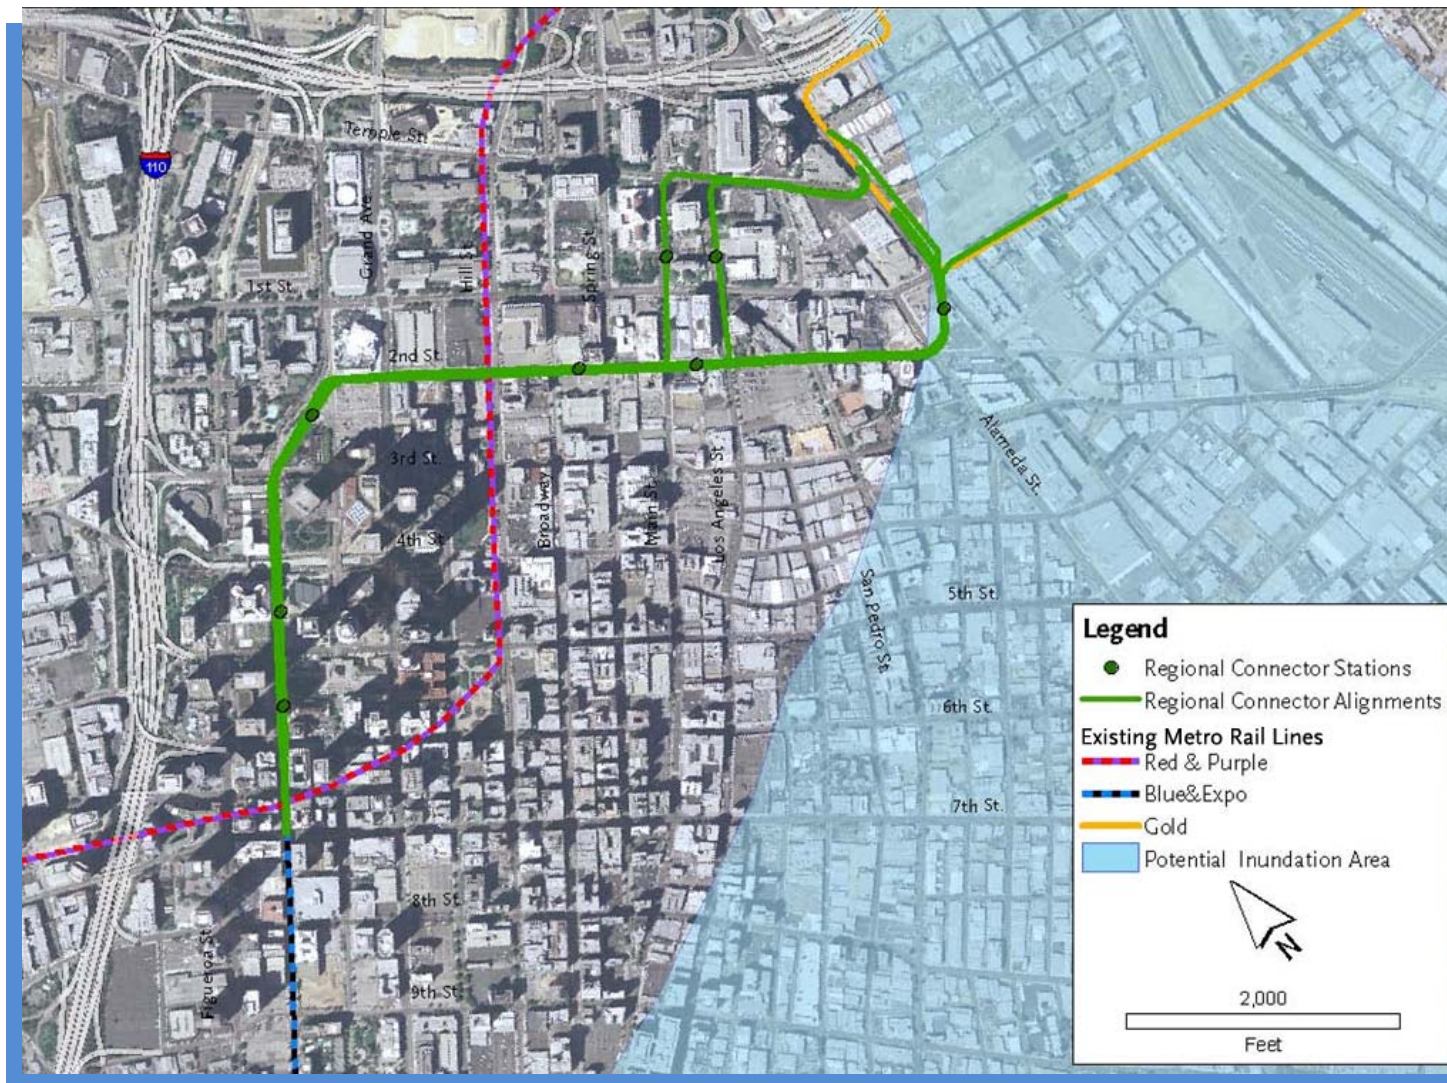 Temple St.
110
Grand Ave
Hill St.
Spring St.
1st St.
2nd St.
3rd St.
Alameda St.
Broadway
Main St.
Los Angeles St.
4th St.
San Pedro St.
5th St.
6th St.
7th St.
8th St.
Figueroa St.
9th St.
Legend
Regional Connector Stations
Regional Connector Alignments
Existing Metro Rail Lines
Red & Purple
Blue&Expo
Gold
Potential Inundation Area
N
2,000
Feet